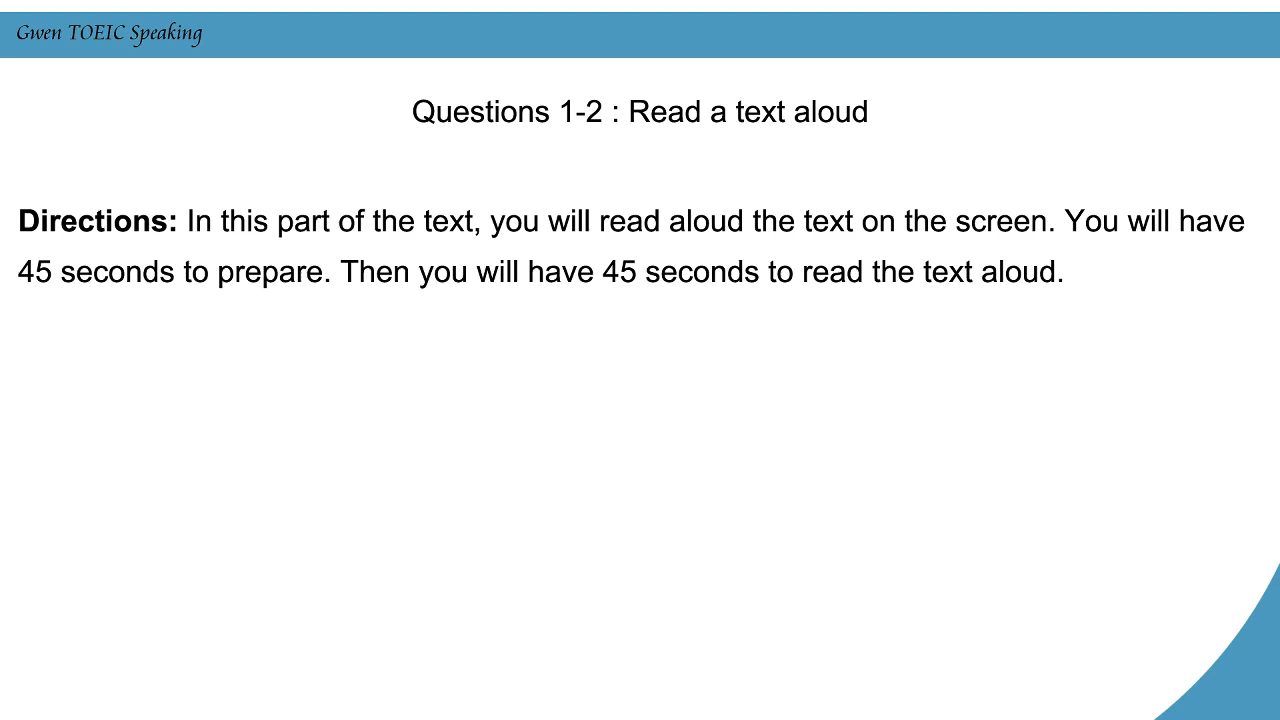 Gwen TOEIC Speaking
Questions 1-2 : Read a text aloud
Directions: In this part of the text, you will read aloud the text on the screen. You will have
45 seconds to prepare. Then you will have 45 seconds to read the text aloud.